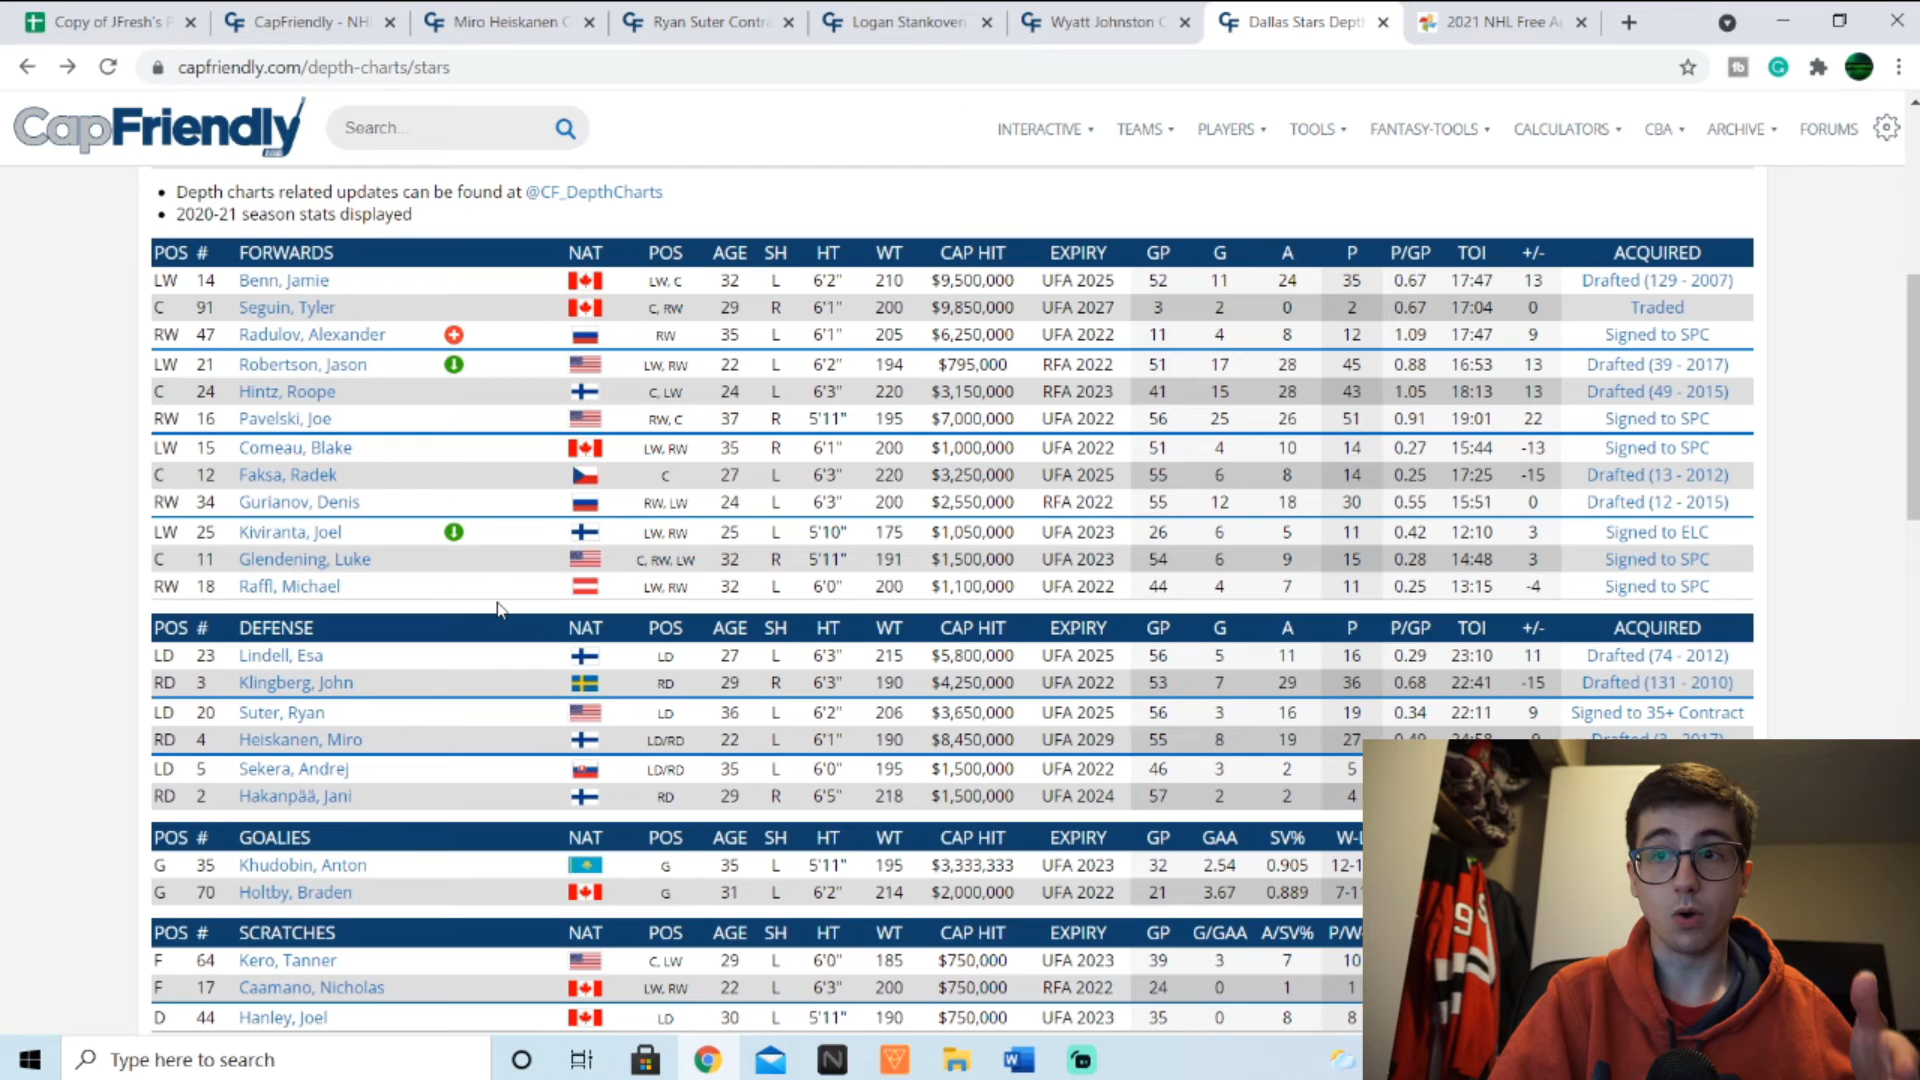 Copy of JFresh's P
CapFriendly - NH
Miro Heiskanen C
Ryan Suter Contra
Logan Stankoven
Wyatt Johnston C
Dallas Stars Depth
2021 NHL Free Ag
capfriendly.com/depth-charts/stars
CapFriendly
Search...
INTERACTIVE TEAMS PLAYERS TOOLS FANTASY-TOOLS CALCULATORS CBA ARCHIVE FORUMS
• Depth charts related updates can be found at @CF_DepthCharts
• 2020-21 season stats displayed
POS # FORWARDS NAT POS AGE SH HT WT CAP HIT EXPIRY GP G A P P/GP TOI +/- ACQUIRED
LW 14 Benn, Jamie LW, C 32 L 6'2" 210 $9,500,000 UFA 2025 52 11 24 35 0.67 17:47 13 Drafted (129 - 2007)
C 91 Seguin, Tyler C, RW 29 R 6'1" 200 $9,850,000 UFA 2027 3 2 0 2 0.67 17:04 0 Traded
RW 47 Radulov, Alexander RW 35 L 6'1" 205 $6,250,000 UFA 2022 11 4 8 12 1.09 17:47 9 Signed to SPC
LW 21 Robertson, Jason LW, RW 22 L 6'2" 194 $795,000 RFA 2022 51 17 28 45 0.88 16:53 13 Drafted (39 - 2017)
C 24 Hintz, Roope C, LW 24 L 6'3" 220 $3,150,000 RFA 2023 41 15 28 43 1.05 18:13 13 Drafted (49 - 2015)
RW 16 Pavelski, Joe RW, C 37 R 5'11" 195 $7,000,000 UFA 2022 56 25 26 51 0.91 19:01 22 Signed to SPC
LW 15 Comeau, Blake LW, RW 35 R 6'1" 200 $1,000,000 UFA 2022 51 4 10 14 0.27 15:44 -13 Signed to SPC
C 12 Faksa, Radek C 27 L 6'3" 220 $3,250,000 UFA 2025 55 6 8 14 0.25 17:25 -15 Drafted (13 - 2012)
RW 34 Gurianov, Denis RW, LW 24 L 6'3" 200 $2,550,000 RFA 2022 55 12 18 30 0.55 15:51 0 Drafted (12 - 2015)
LW 25 Kiviranta, Joel LW, RW 25 L 5'10" 175 $1,050,000 UFA 2023 26 6 5 11 0.42 12:10 3 Signed to ELC
C 11 Glendening, Luke C, RW, LW 32 R 5'11" 191 $1,500,000 UFA 2023 54 6 9 15 0.28 14:48 3 Signed to SPC
RW 18 Raffl, Michael LW, RW 32 L 6'0" 200 $1,100,000 UFA 2022 44 4 7 11 0.25 13:15 -4 Signed to SPC
POS # DEFENSE NAT POS AGE SH HT WT CAP HIT EXPIRY GP G A P P/GP TOI +/- ACQUIRED
LD 23 Lindell, Esa LD 27 L 6'3" 215 $5,800,000 UFA 2025 56 5 11 16 0.29 23:10 11 Drafted (74 - 2012)
RD 3 Klingberg, John RD 29 R 6'3" 190 $4,250,000 UFA 2022 53 7 29 36 0.68 22:41 -15 Drafted (131 - 2010)
LD 20 Suter, Ryan LD 36 L 6'2" 206 $3,650,000 UFA 2025 56 3 16 19 0.34 22:11 9 Signed to 35+ Contract
RD 4 Heiskanen, Miro LD/RD 22 L 6'1" 190 $8,450,000 UFA 2029 55 8 19 27
LD 5 Sekera, Andrej LD/RD 35 L 6'0" 195 $1,500,000 UFA 2022 46 3 2 5
RD 2 Hakanpää, Jani RD 29 R 6'5" 218 $1,500,000 UFA 2024 57 2 2 4
POS # GOALIES NAT POS AGE SH HT WT CAP HIT EXPIRY GP GAA SV% W-L
G 35 Khudobin, Anton G 35 L 5'11" 195 $3,333,333 UFA 2023 32 2.54 0.905 12-1
G 70 Holtby, Braden G 31 L 6'2" 214 $2,000,000 UFA 2022 21 3.67 0.889 7-1
POS # SCRATCHES NAT POS AGE SH HT WT CAP HIT EXPIRY GP G/GAA A/SV% P/W-
F 64 Kero, Tanner C, LW 29 L 6'0" 185 $750,000 UFA 2023 39 3 7 10
F 17 Caamano, Nicholas LW, RW 22 L 6'3" 200 $750,000 RFA 2022 24 0 1 1
D 44 Hanley, Joel LD 30 L 5'11" 190 $750,000 UFA 2023 35 0 8 8
Type here to search